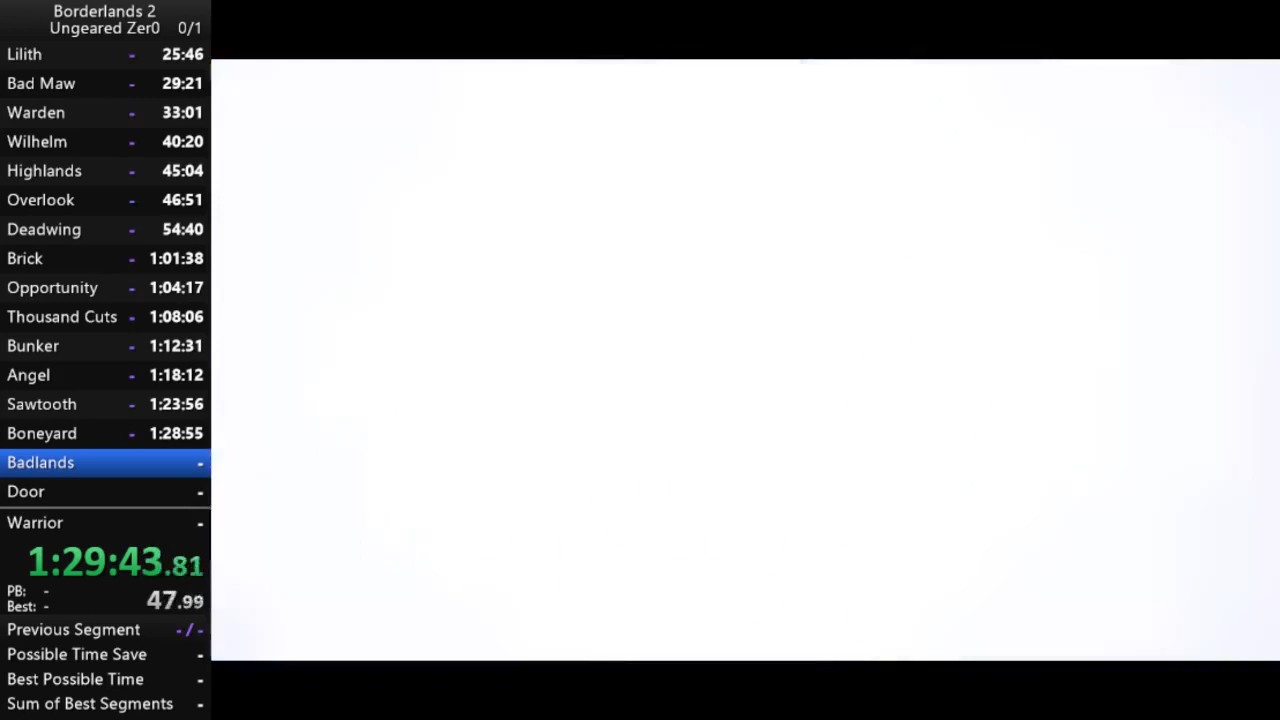 Borderlands 2
Ungeared Zer0 0/1
Lilith - 25:46
Bad Maw - 29:21
Warden - 33:01
Wilhelm - 40:20
Highlands - 45:04
Overlook - 46:51
Deadwing - 54:40
Brick - 1:01:38
Opportunity - 1:04:17
Thousand Cuts - 1:08:06
Bunker - 1:12:31
Angel - 1:18:12
Sawtooth - 1:23:56
Boneyard - 1:28:55
Badlands -
Door -
Warrior -
1:29:43.81
PB: - 47.99
Best: -
Previous Segment - / -
Possible Time Save -
Best Possible Time -
Sum of Best Segments -